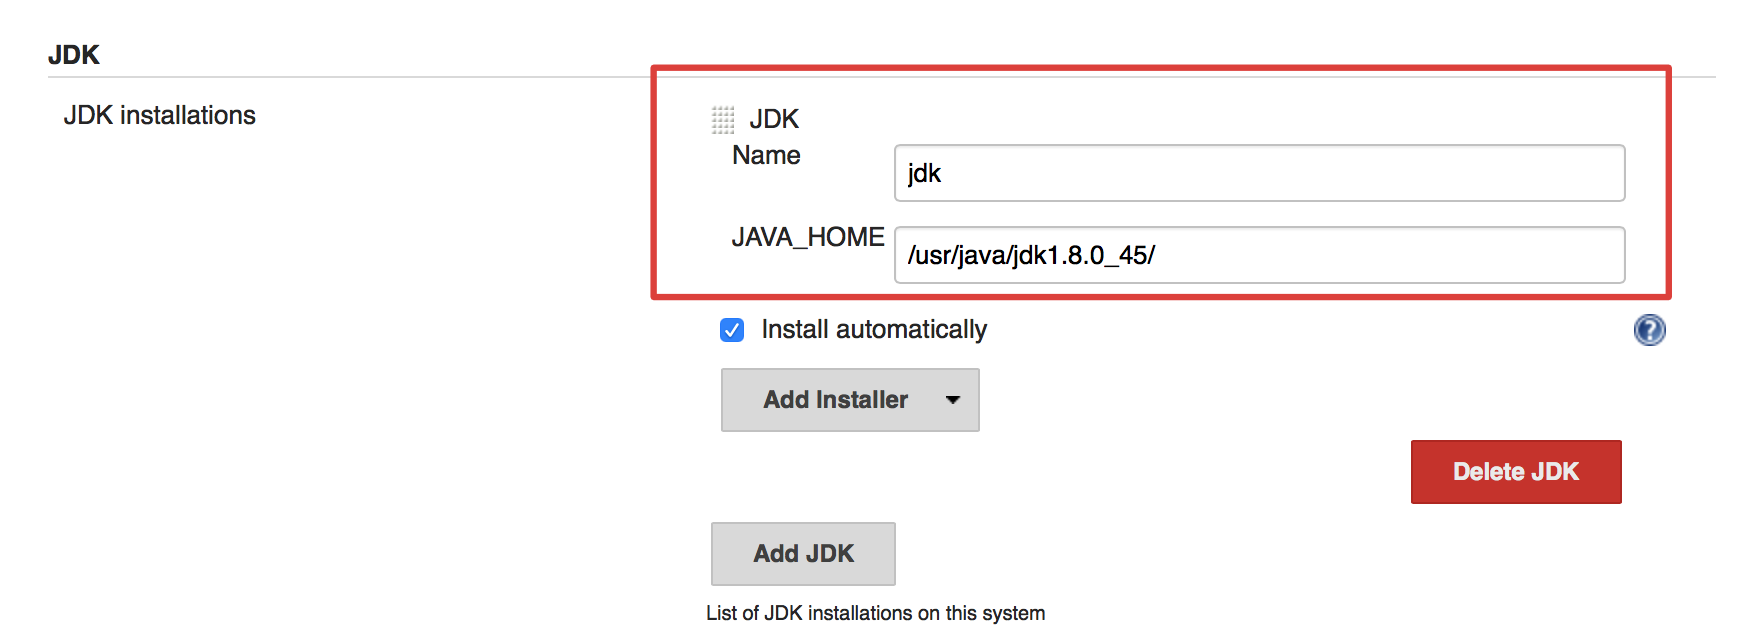 JDK
JDK installations
JDK
Name
jdk
JAVA_HOME
/usr/java/jdk1.8.0_45/
Install automatically
?
Add Installer
Delete JDK
Add JDK
List of JDK installations on this system